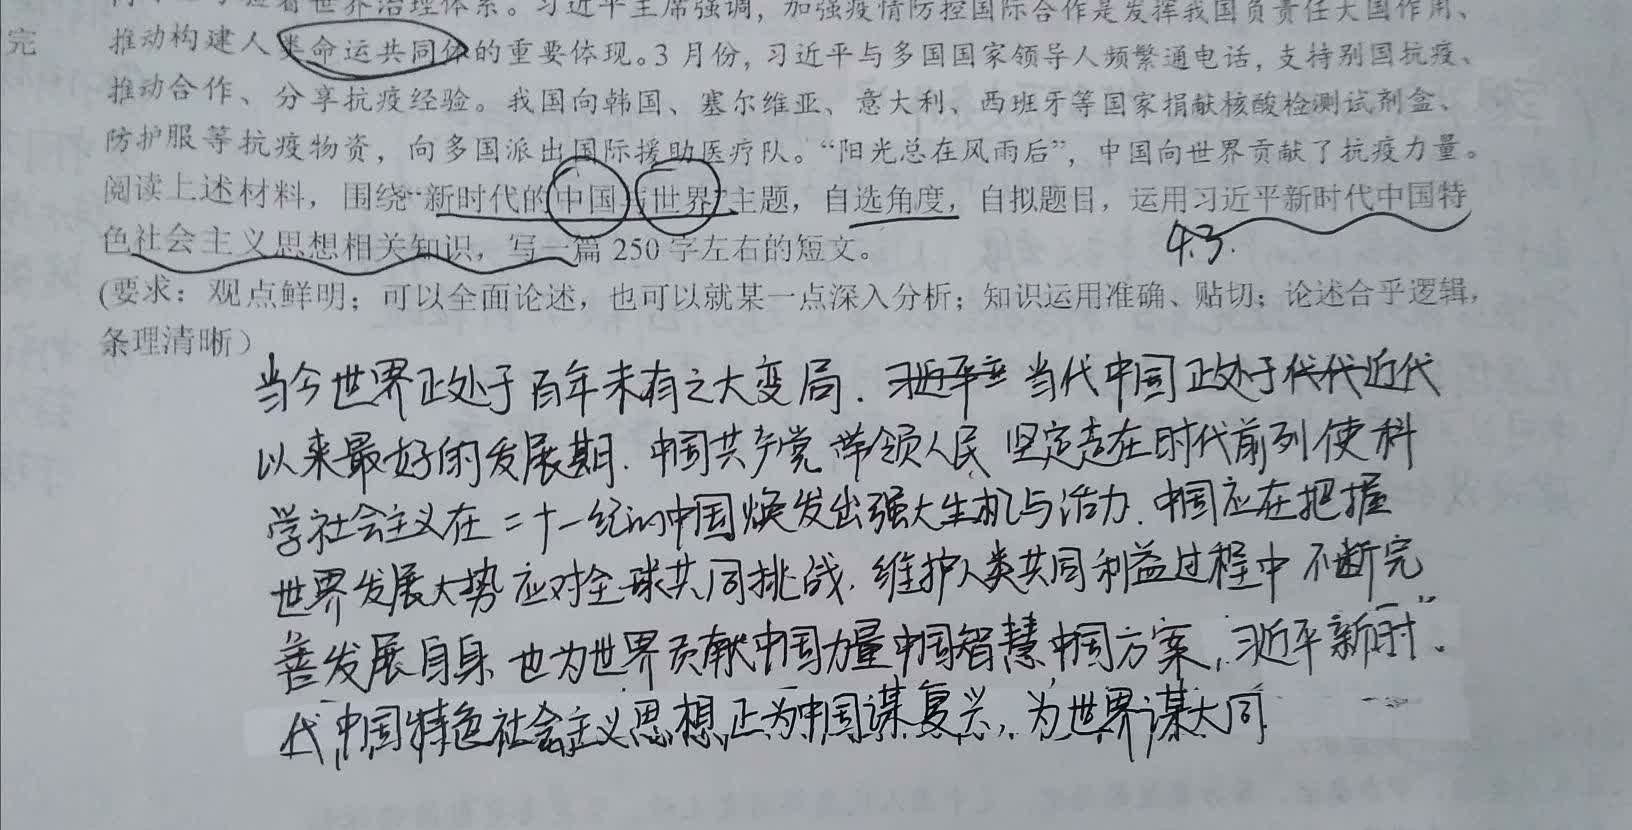 世界治理体系。习近平主席强调，加强疫情防控国际合作是发挥我国负责任大国作用、
完
推动构建人类命运共同体的重要体现。3月份，习近平与多国国家领导人频繁通电话，支持别国抗疫、
推动合作、分享抗疫经验。我国向韩国、塞尔维亚、意大利、西班牙等国家捐献核酸检测试剂盒、
防护服等抗疫物资，向多国派出国际援助医疗队。“阳光总在风雨后”，中国向世界贡献了抗疫力量。
阅读上述材料，围绕“新时代的中国与世界”主题，自选角度，自拟题目，运用习近平新时代中国特
色社会主义思想相关知识，写一篇250字左右的短文。
4.3.
(要求：观点鲜明；可以全面论述，也可以就某一点深入分析；知识运用准确、贴切；论述合乎逻辑，
条理清晰）
当今世界正处于百年未有之大变局．习近平主 当代中国正处于代代近代
以来最好的发展期．中国共产党带领人民坚定走在时代前列使科
学社会主义在二十一纪的中国焕发出强大生机与活力．中国应在把握
世界发展大势应对全球共同挑战．维护人类共同利益过程中不断完
善发展自身 也为世界贡献中国力量中国智慧中国方案，习近平新时
代中国特色社会主义思想正为中国谋复兴，为世界谋大同